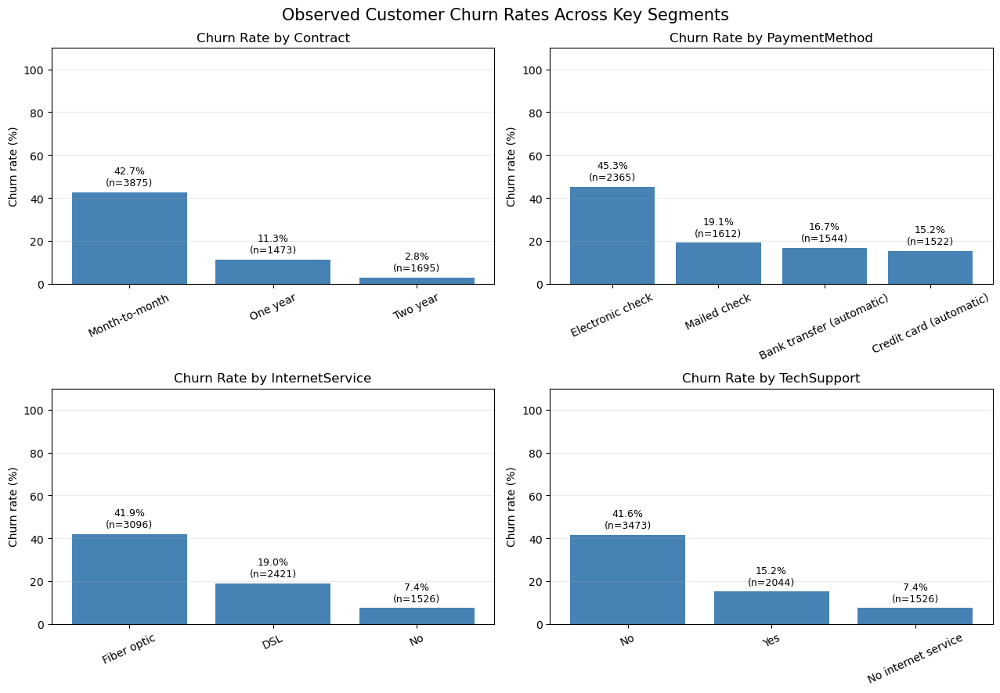 Observed Customer Churn Rates Across Key Segments
Churn Rate by Contract
Churn rate (%)
100
80
60
40
20
0
42.7%
(n=3875)
11.3%
(n=1473)
2.8%
(n=1695)
Month-to-month
One year
Two year
Churn Rate by PaymentMethod
Churn rate (%)
100
80
60
40
20
0
45.3%
(n=2365)
19.1%
(n=1612)
16.7%
(n=1544)
15.2%
(n=1522)
Electronic check
Mailed check
Bank transfer (automatic)
Credit card (automatic)
Churn Rate by InternetService
Churn rate (%)
100
80
60
40
20
0
41.9%
(n=3096)
19.0%
(n=2421)
7.4%
(n=1526)
Fiber optic
DSL
No
Churn Rate by TechSupport
Churn rate (%)
100
80
60
40
20
0
41.6%
(n=3473)
15.2%
(n=2044)
7.4%
(n=1526)
No
Yes
No internet service